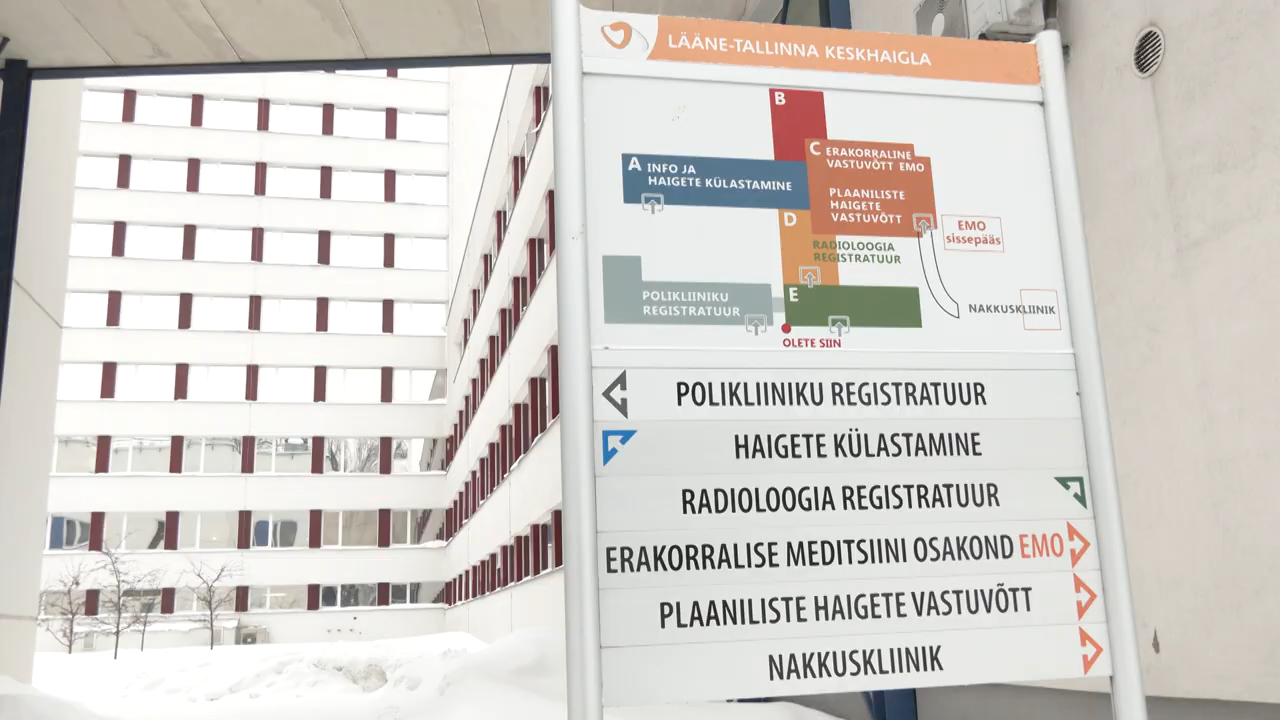 LÄÄNE-TALLINNA KESKHAIGLA
B
A INFO JA
HAIGETE KÜLASTAMINE
C ERAKORRALINE
VASTUVÕTT EMO
PLAANILISTE
HAIGETE
VASTUVÕTT
D
RADIOLOOGIA
REGISTRATUUR
EMO
sissepääs
POLIKLIINIKU
REGISTRATUUR
E
NAKKUSKLIINIK
OLETE SIIN
POLIKLIINIKU REGISTRATUUR
HAIGETE KÜLASTAMINE
RADIOLOOGIA REGISTRATUUR
ERAKORRALISE MEDITSIINI OSAKOND EMO
PLAANILISTE HAIGETE VASTUVÕTT
NAKKUSKLIINIK